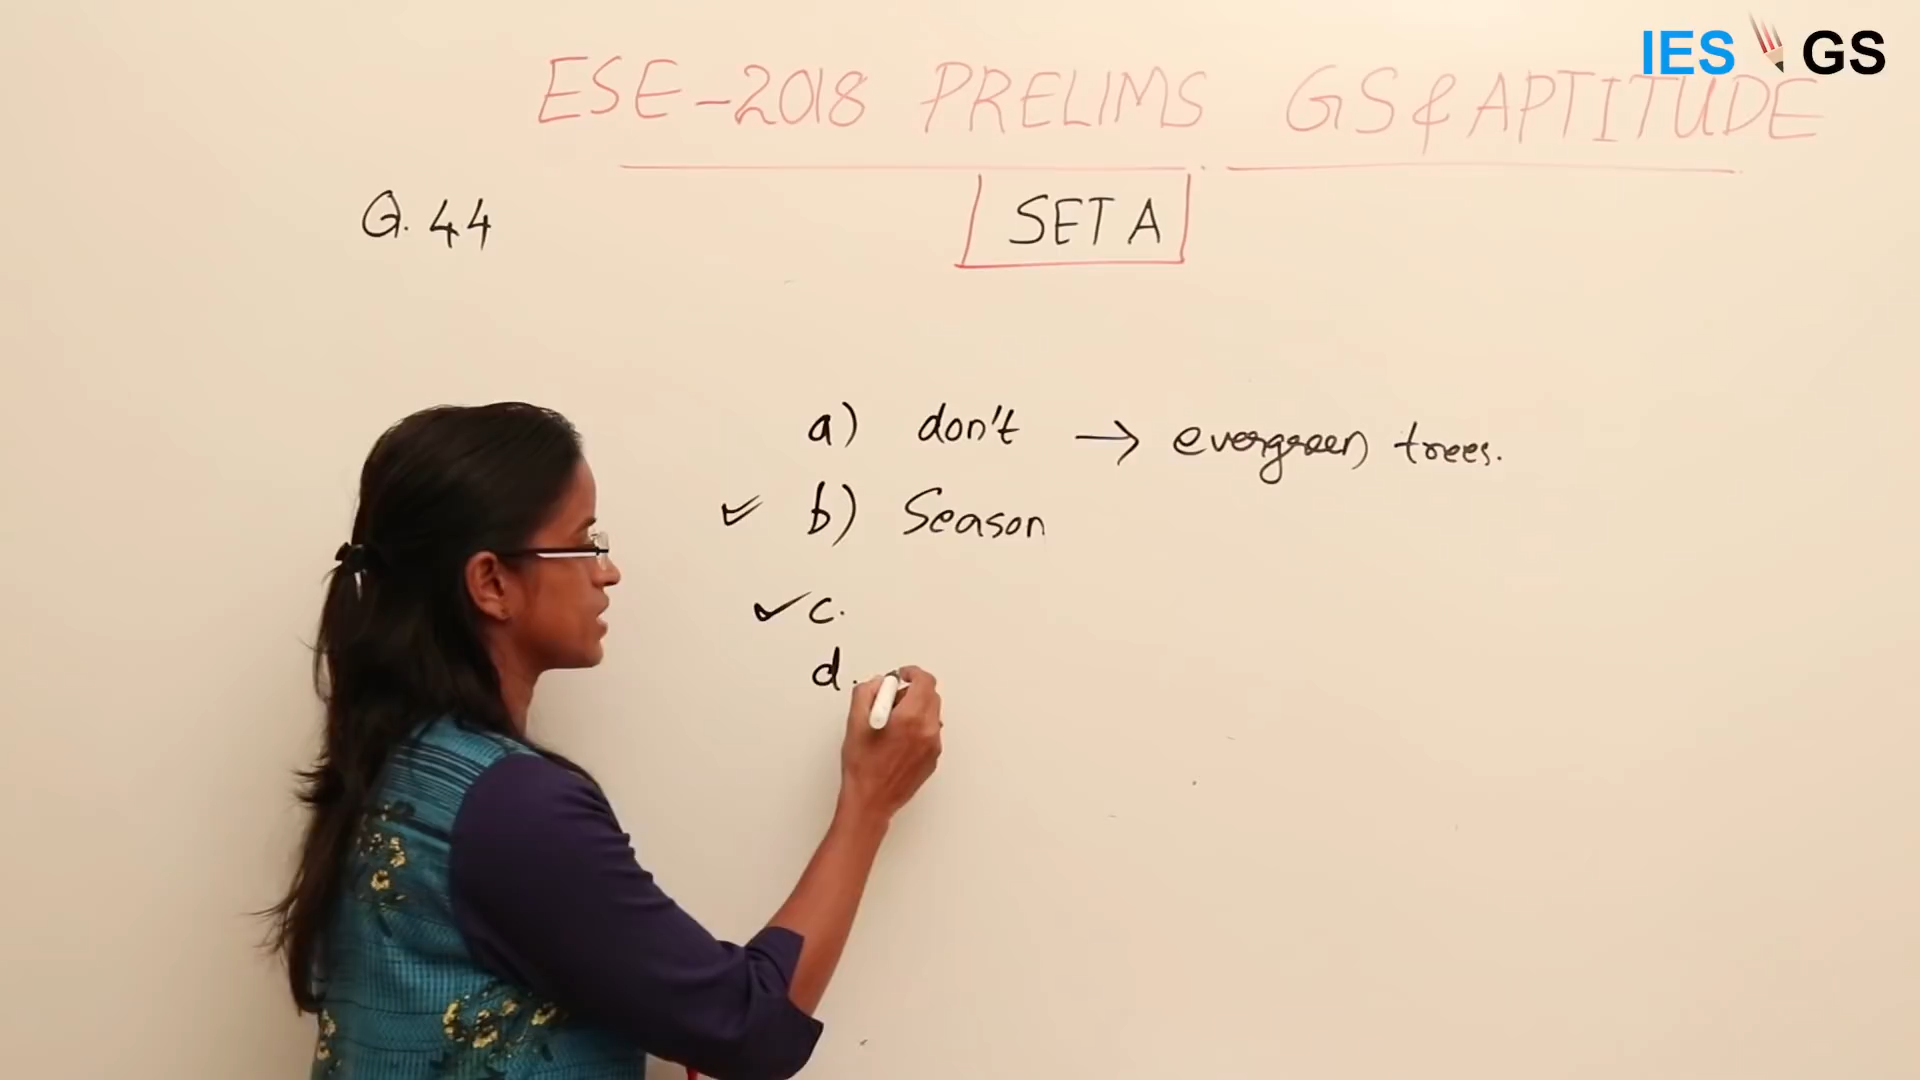 IES GS
ESE-2018 PRELIMS GS & APTITUDE
SET A
Q. 44
a) don't → evergreen trees.
✓ b) Season
✓ c.
d.